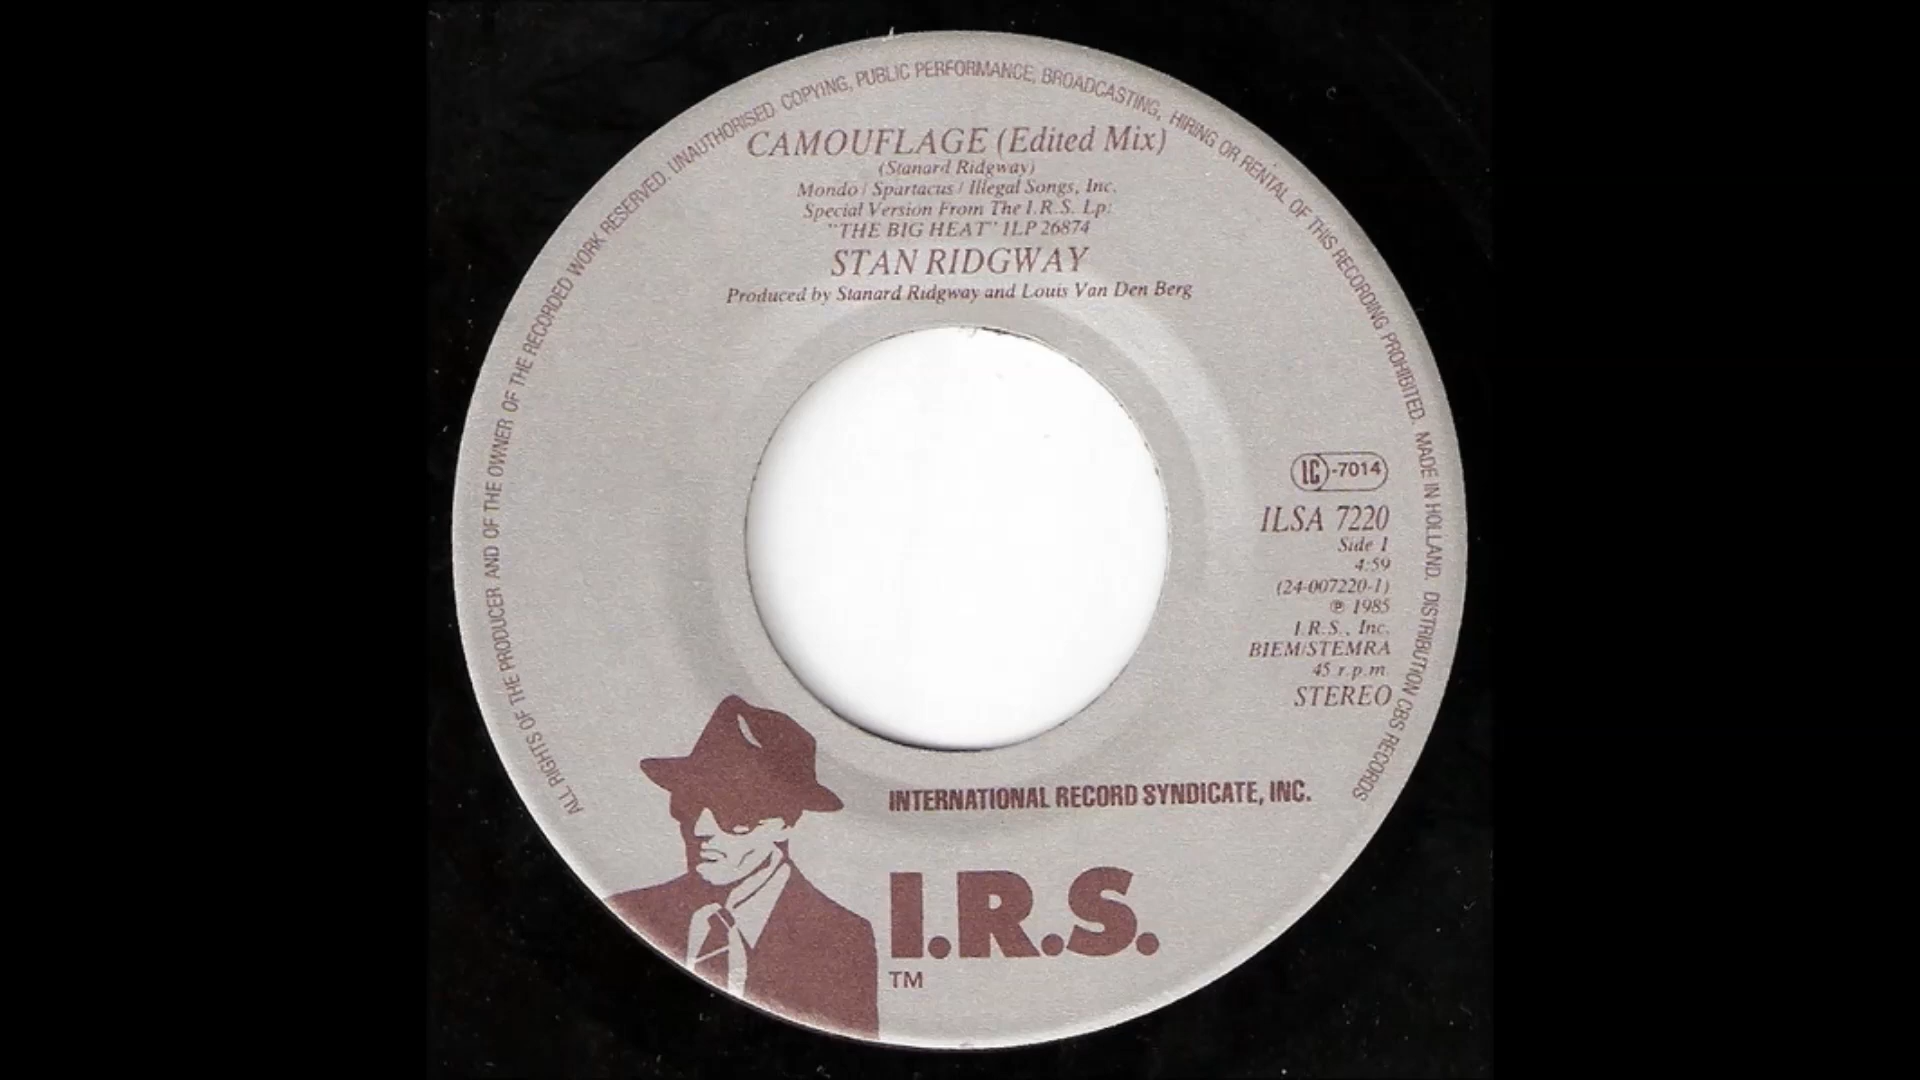 ALL RIGHTS OF THE PRODUCER AND OF THE OWNER OF THE RECORDED WORK RESERVED. UNAUTHORISED COPYING, PUBLIC PERFORMANCE, BROADCASTING, HIRING OR RENTAL OF THIS RECORDING PROHIBITED. MADE IN HOLLAND. DISTRIBUTION CBS RECORDS
CAMOUFLAGE (Edited Mix)
(Stanard Ridgway)
Mondo / Spartacus / Illegal Songs, Inc.
Special Version From The I.R.S. Lp:
"THE BIG HEAT" ILP 26874
STAN RIDGWAY
Produced by Stanard Ridgway and Louis Van Den Berg
LC-7014
ILSA 7220
Side 1
4:59
(24-007220-1)
℗ 1985
I.R.S., Inc.
BIEM/STEMRA
45 r.p.m.
STEREO
INTERNATIONAL RECORD SYNDICATE, INC.
I.R.S.
TM